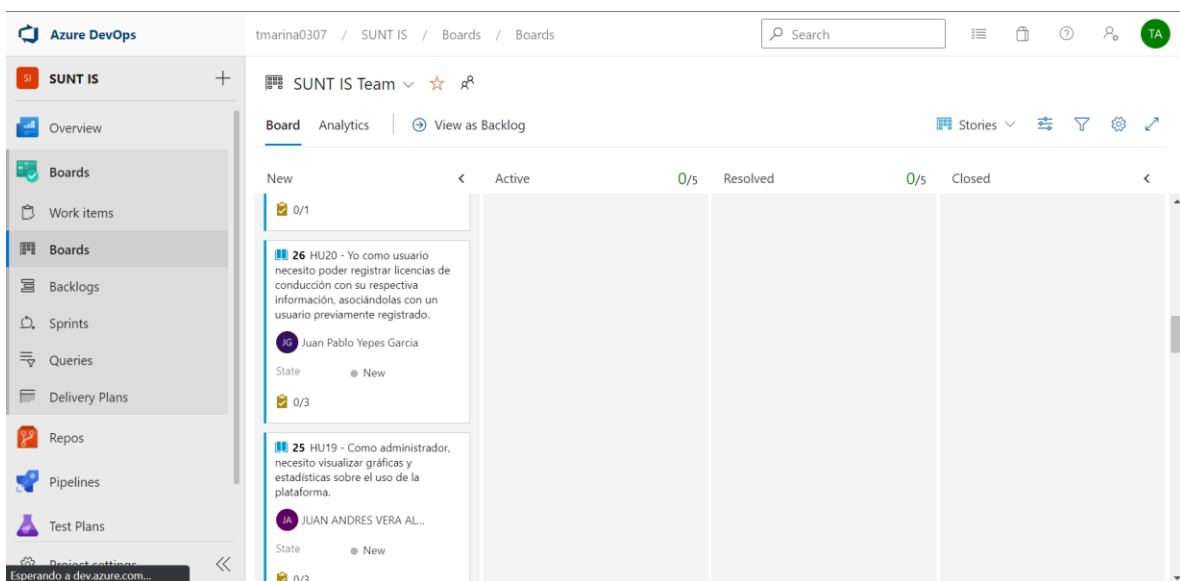 Azure DevOps
tmarina0307 / SUNT IS / Boards / Boards
Search
TA
SI SUNT IS
Overview
Boards
Work items
Boards
Backlogs
Sprints
Queries
Delivery Plans
Repos
Pipelines
Test Plans
Project settings
Esperando a dev.azure.com...
SUNT IS Team
Board Analytics View as Backlog
Stories
New
Active 0/5
Resolved 0/5
Closed
0/1
26 HU20 - Yo como usuario
necesito poder registrar licencias de
conducción con su respectiva
información, asociándolas con un
usuario previamente registrado.
JG Juan Pablo Yepes Garcia
State New
0/3
25 HU19 - Como administrador,
necesito visualizar gráficas y
estadísticas sobre el uso de la
plataforma.
JA JUAN ANDRES VERA AL...
State New
0/3